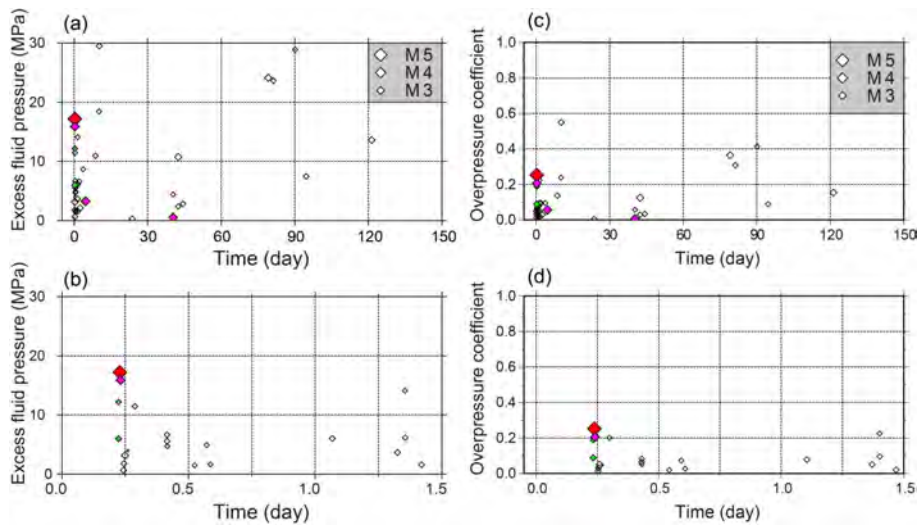 (a)
Excess fluid pressure (MPa)
30
20
10
0
M 5
M 4
M 3
0 30 60 90 120 150
Time (day)
(c)
Overpressure coefficient
1.0
0.8
0.6
0.4
0.2
0.0
M 5
M 4
M 3
0 30 60 90 121 150
Time (day)
(b)
Excess fluid pressure (MPa)
30
20
10
0
0.0 0.5 1.0 1.5
Time (day)
(d)
Overpressure coefficient
1.0
0.8
0.6
0.4
0.2
0.0
0.0 0.5 1.0 1.5
Time (day)